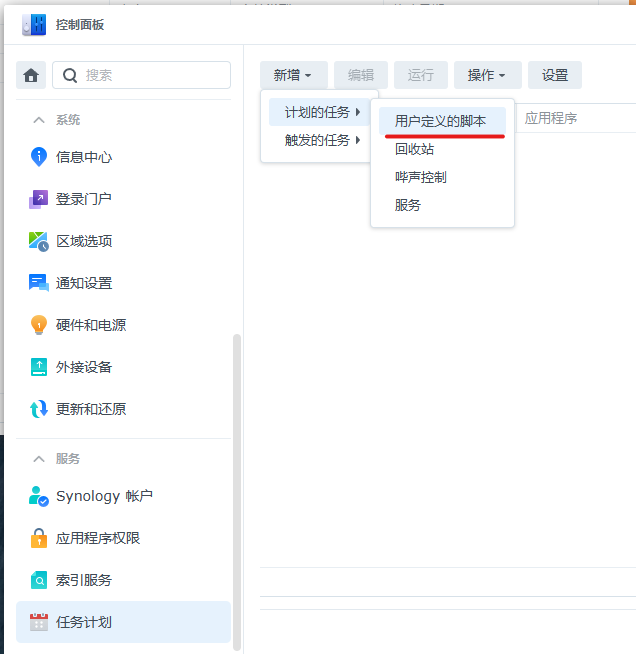 控制面板
搜索
系统
信息中心
登录门户
区域选项
通知设置
硬件和电源
外接设备
更新和还原
服务
Synology 帐户
应用程序权限
索引服务
任务计划
新增 编辑 运行 操作 设置
计划的任务
触发的任务
用户定义的脚本
回收站
哔声控制
服务
应用程序